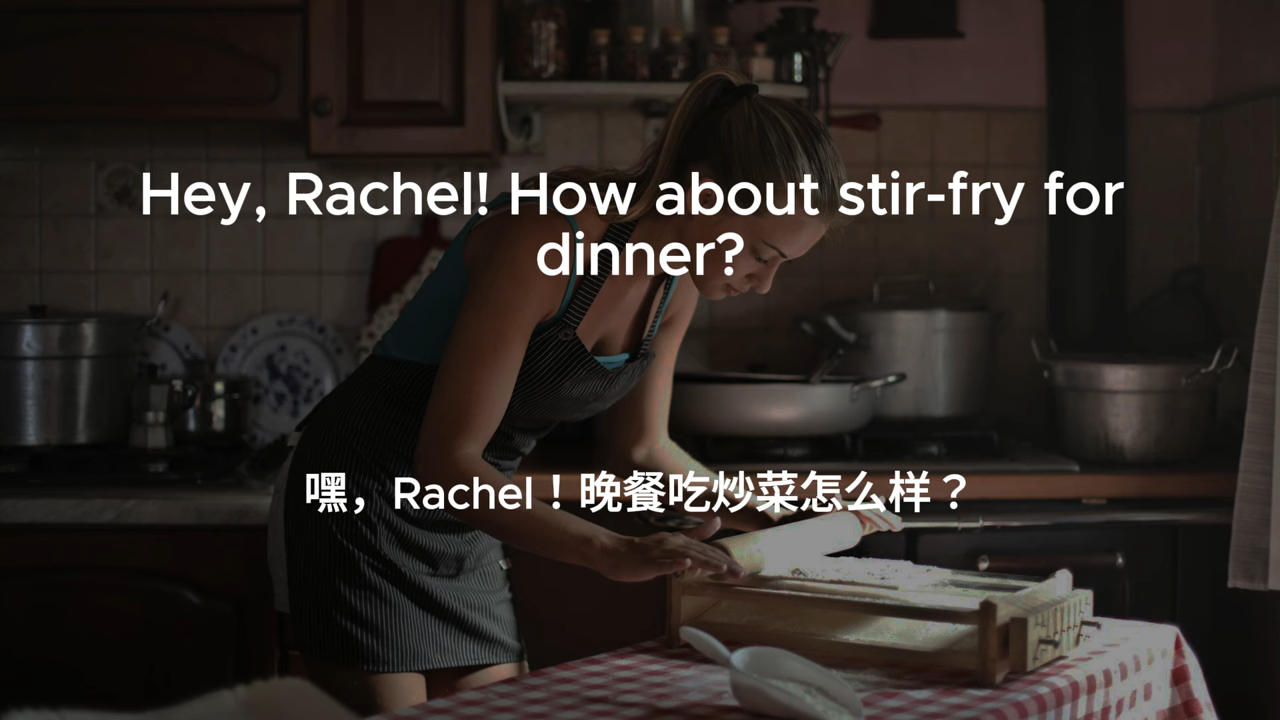 Hey, Rachel! How about stir-fry for
dinner?
嘿，Rachel！晚餐吃炒菜怎么样？